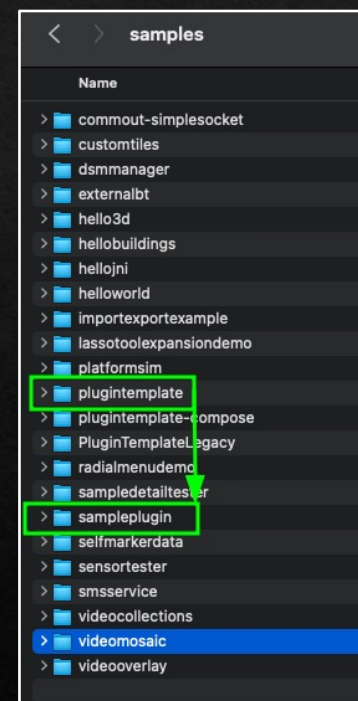 samples
Name
commout-simplesocket
customtiles
dsmmanager
externalbt
hello3d
hellobuildings
hellojni
helloworld
importexportexample
lassotoolexpansiondemo
platformsim
plugintemplate
plugintemplate-compose
PluginTemplateLegacy
radialmenudemo
sampledetailtester
sampleplugin
selfmarkerdata
sensortester
smsservice
videocollections
videomosaic
videooverlay